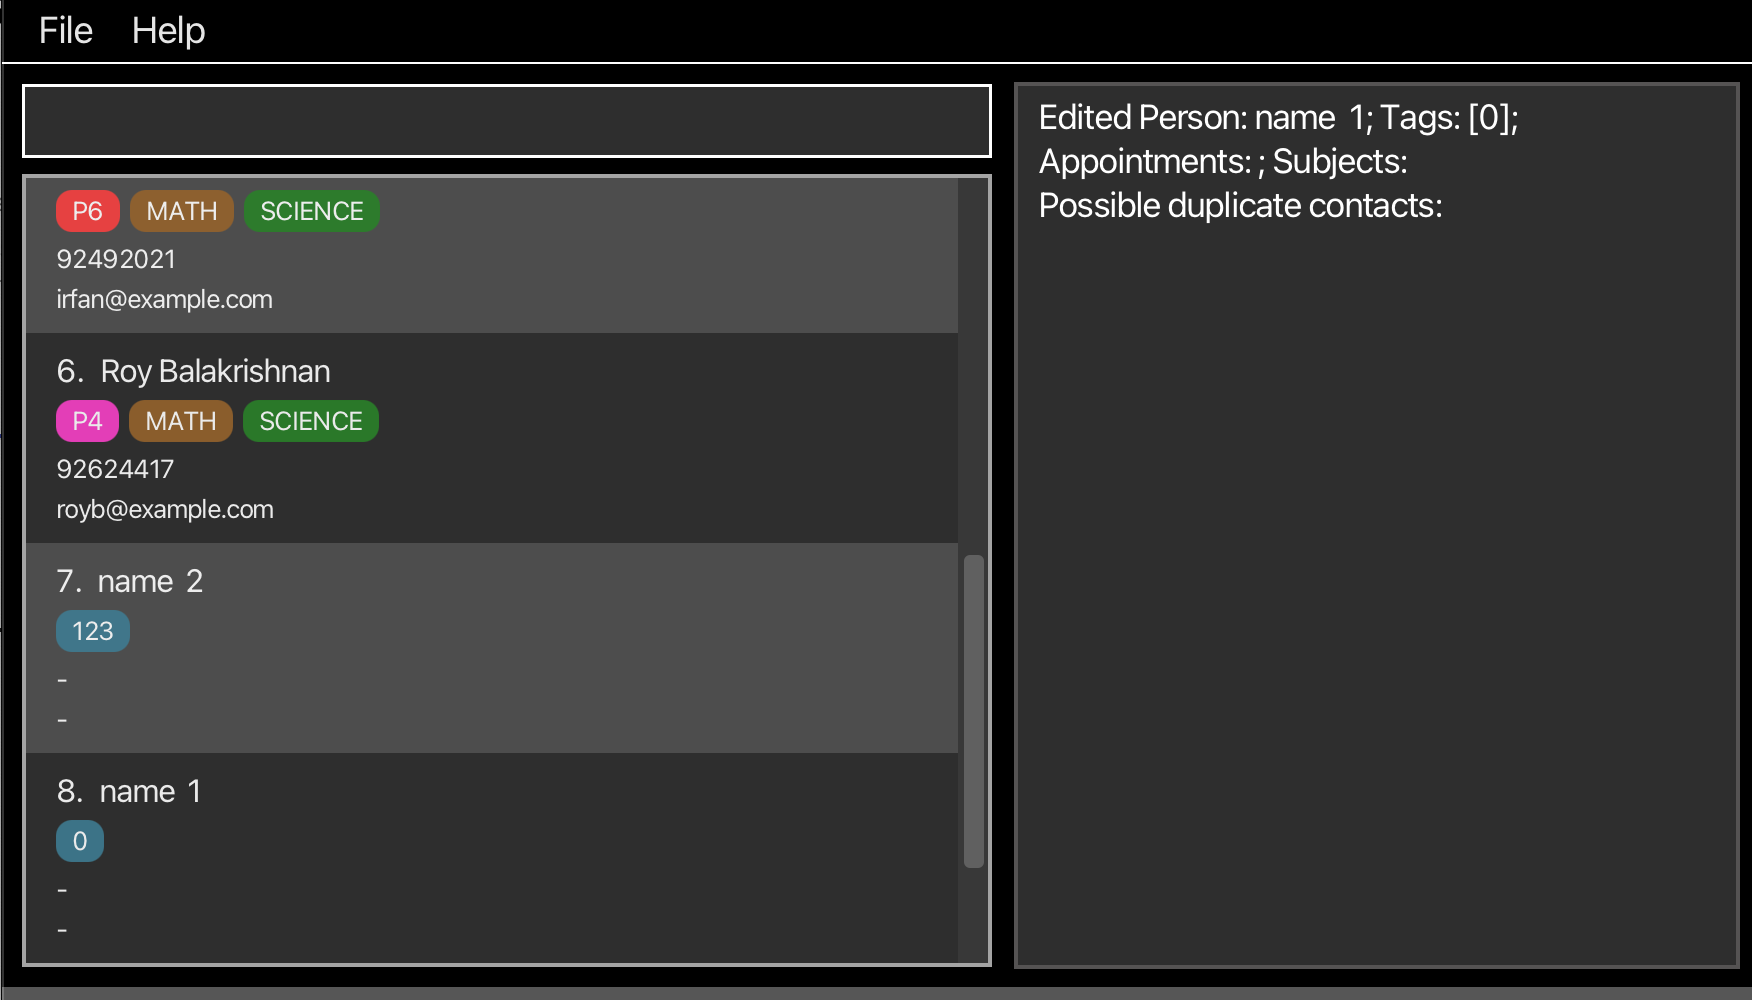 File Help
P6 MATH SCIENCE
92492021
irfan@example.com
6. Roy Balakrishnan
P4 MATH SCIENCE
92624417
royb@example.com
7. name  2
123
-
-
8. name  1
0
-
-
Edited Person: name  1; Tags: [0];
Appointments: ; Subjects:
Possible duplicate contacts: